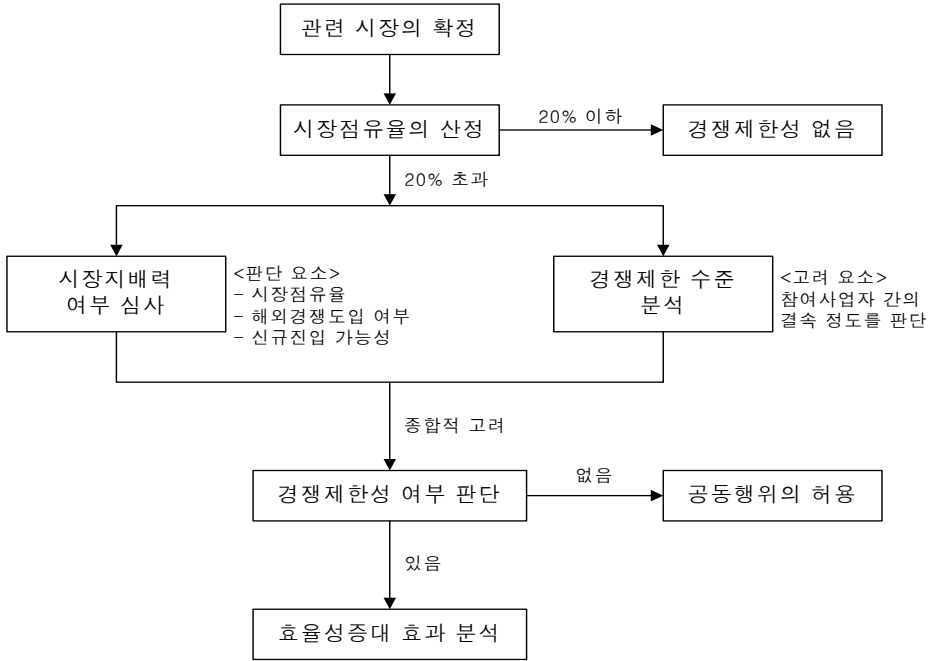 관련 시장의 확정
시장점유율의 산정
20% 이하
경쟁제한성 없음
20% 초과
시장지배력
여부 심사
<판단 요소>
- 시장점유율
- 해외경쟁도입 여부
- 신규진입 가능성
경쟁제한 수준
분석
<고려 요소>
참여사업자 간의
결속 정도를 판단
종합적 고려
경쟁제한성 여부 판단
없음
공동행위의 허용
있음
효율성증대 효과 분석